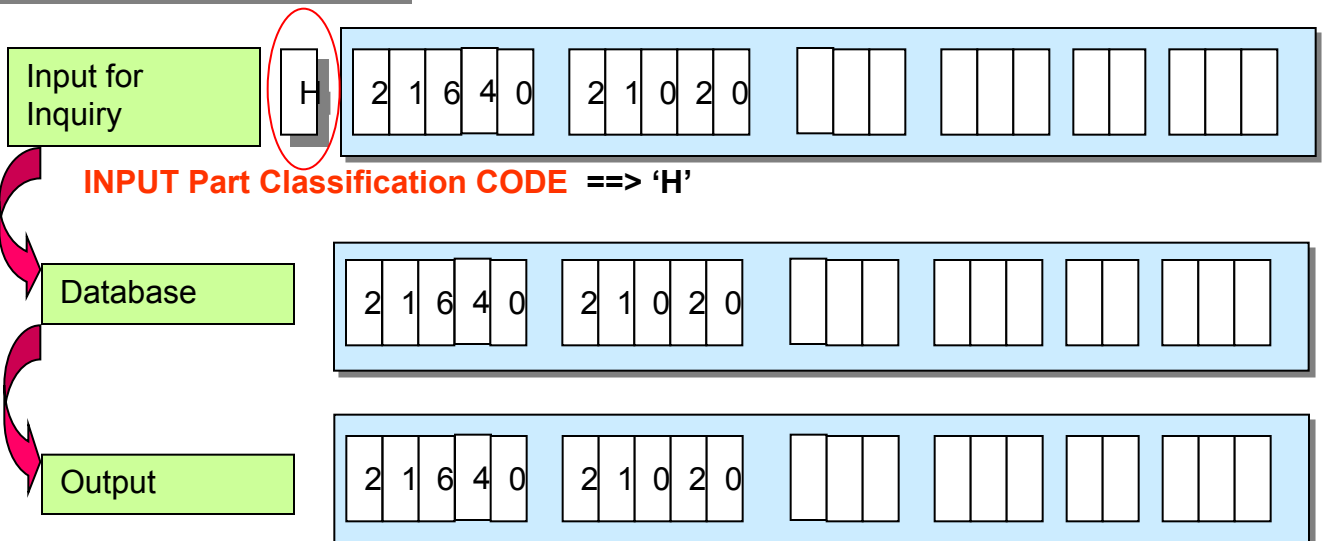 Input for
Inquiry
H 2 1 6 4 0 2 1 0 2 0
INPUT Part Classification CODE ==> ‘H’
Database
2 1 6 4 0 2 1 0 2 0
Output
2 1 6 4 0 2 1 0 2 0